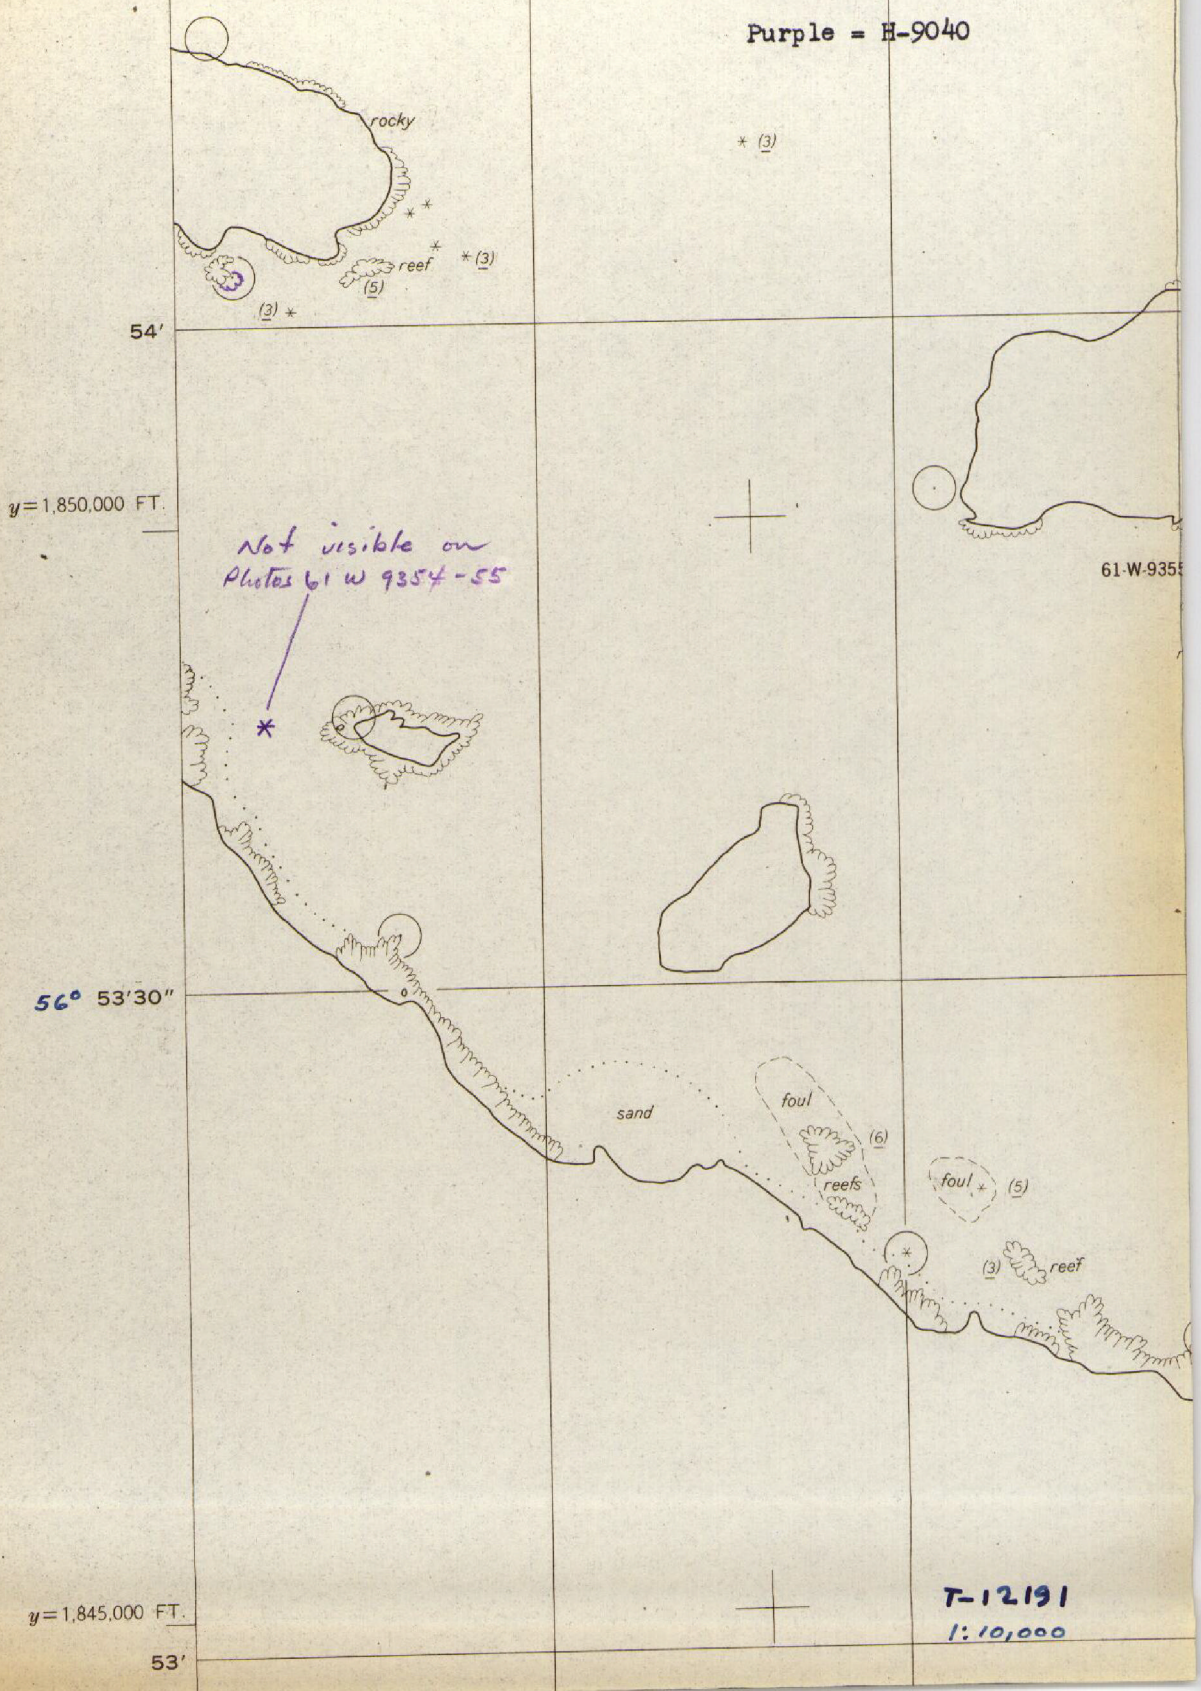 Purple = H-9040
rocky
* (3)
reef
* (3)
(5)
(3) *
54'
y=1,850,000 FT.
Not visible on
Photos 61 W 9354-55
61-W-9355
*
56° 53'30"
sand
foul
(6)
reefs
foul * (5)
(3) reef
T-12191
1:10,000
y=1,845,000 FT.
53'